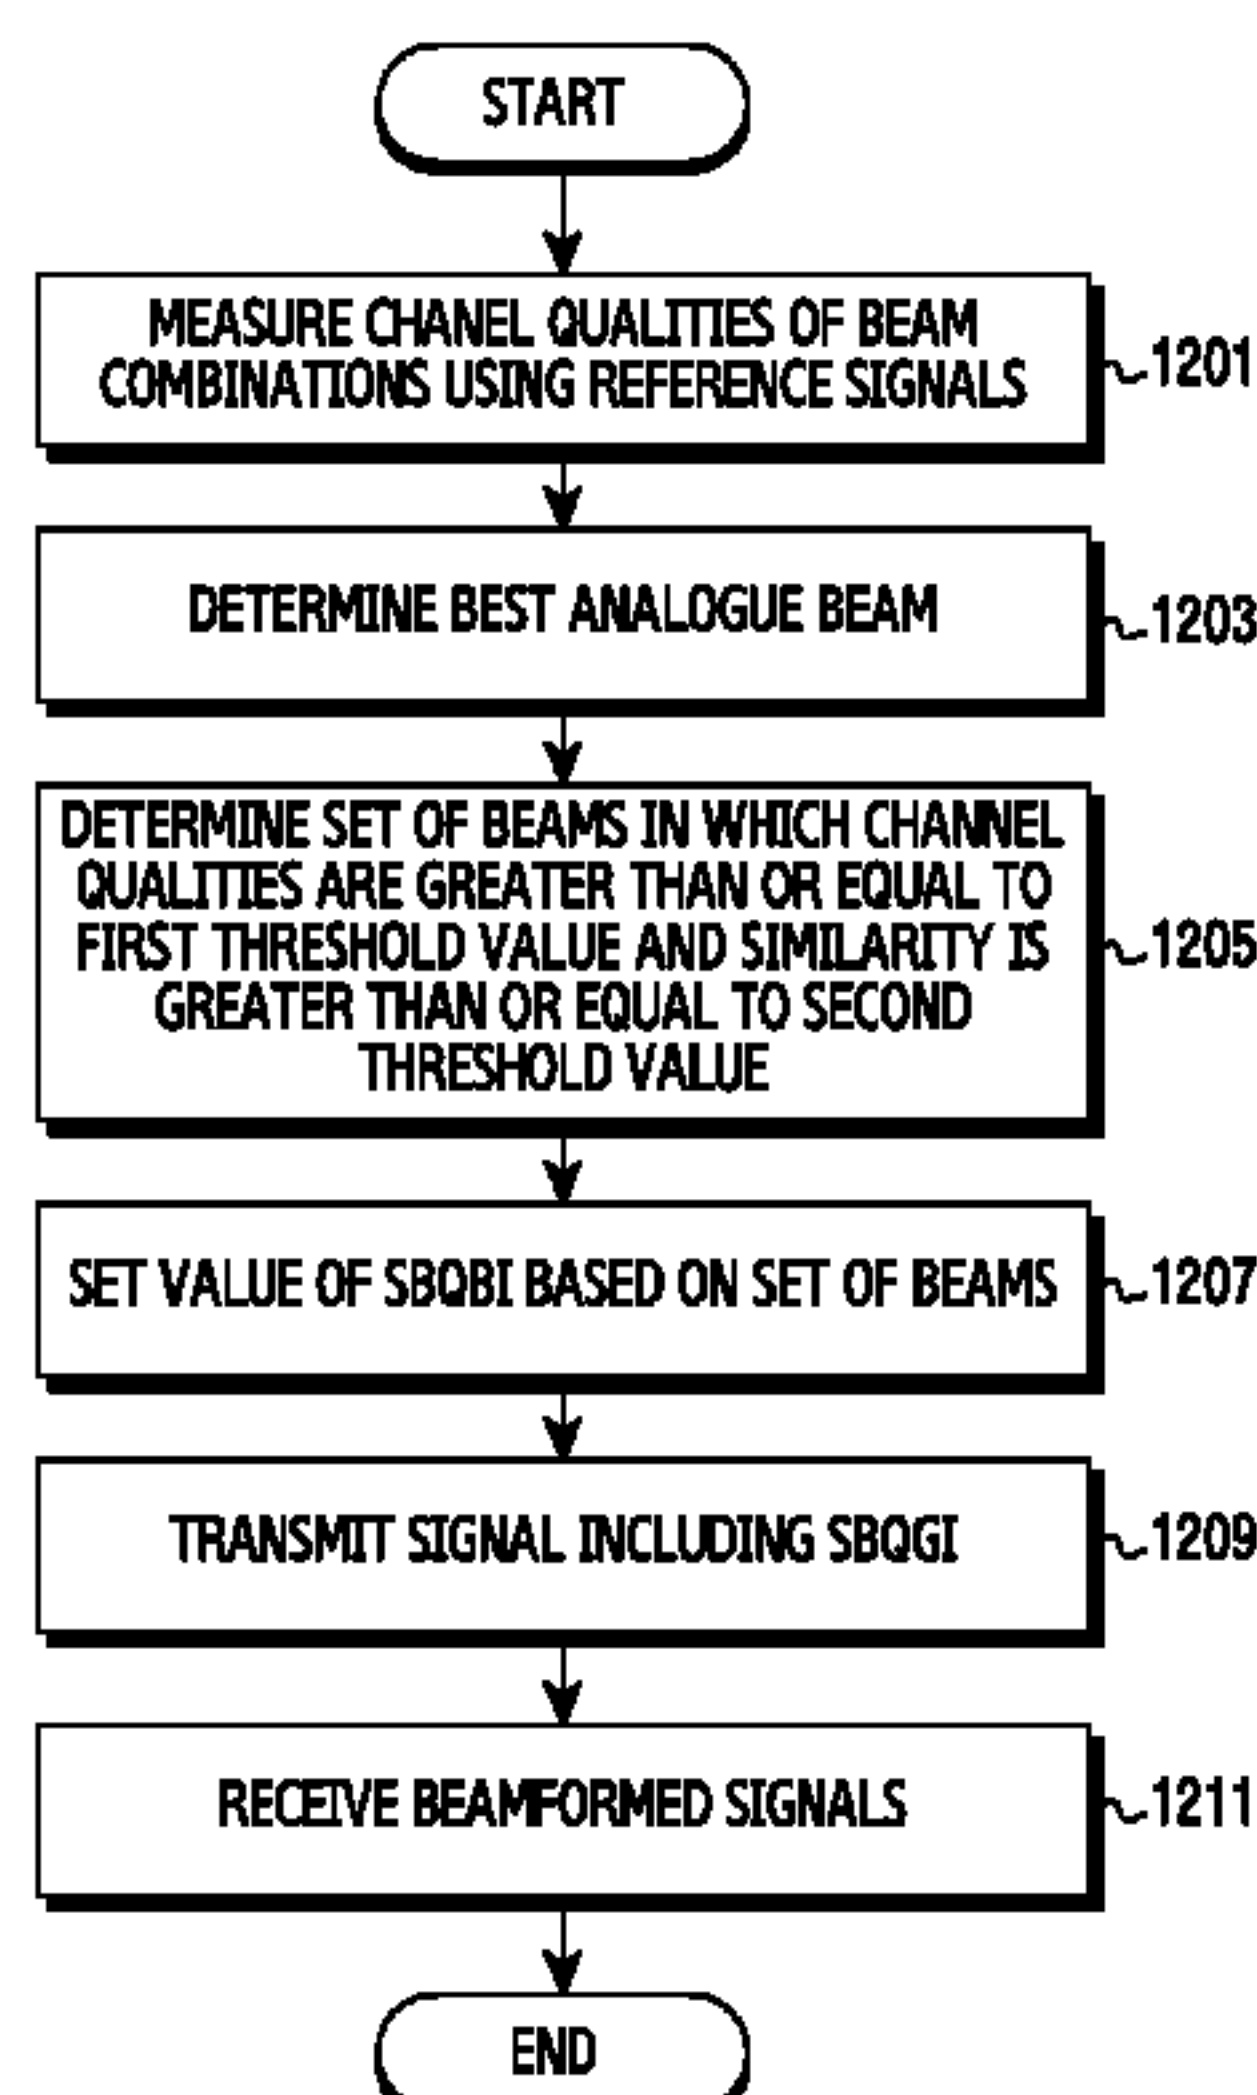 START
MEASURE CHANEL QUALITIES OF BEAM
COMBINATIONS USING REFERENCE SIGNALS
1201
DETERMINE BEST ANALOGUE BEAM
1203
DETERMINE SET OF BEAMS IN WHICH CHANNEL
QUALITIES ARE GREATER THAN OR EQUAL TO
FIRST THRESHOLD VALUE AND SIMILARITY IS
GREATER THAN OR EQUAL TO SECOND
THRESHOLD VALUE
1205
SET VALUE OF SBQBI BASED ON SET OF BEAMS
1207
TRANSMIT SIGNAL INCLUDING SBQGI
1209
RECEIVE BEAMFORMED SIGNALS
1211
END